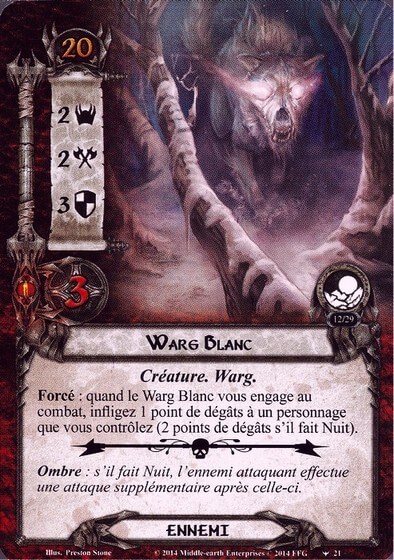 20
2
2
3
3
12/29
WARG BLANC
Créature. Warg.
Forcé : quand le Warg Blanc vous engage au
combat, infligez 1 point de dégâts à un personnage
que vous contrôlez (2 points de dégâts s'il fait Nuit).
Ombre : s'il fait Nuit, l'ennemi attaquant effectue
une attaque supplémentaire après celle-ci.
ENNEMI
Illus. Preston Stone © 2014 Middle-earth Enterprises © 2014 FFG 21